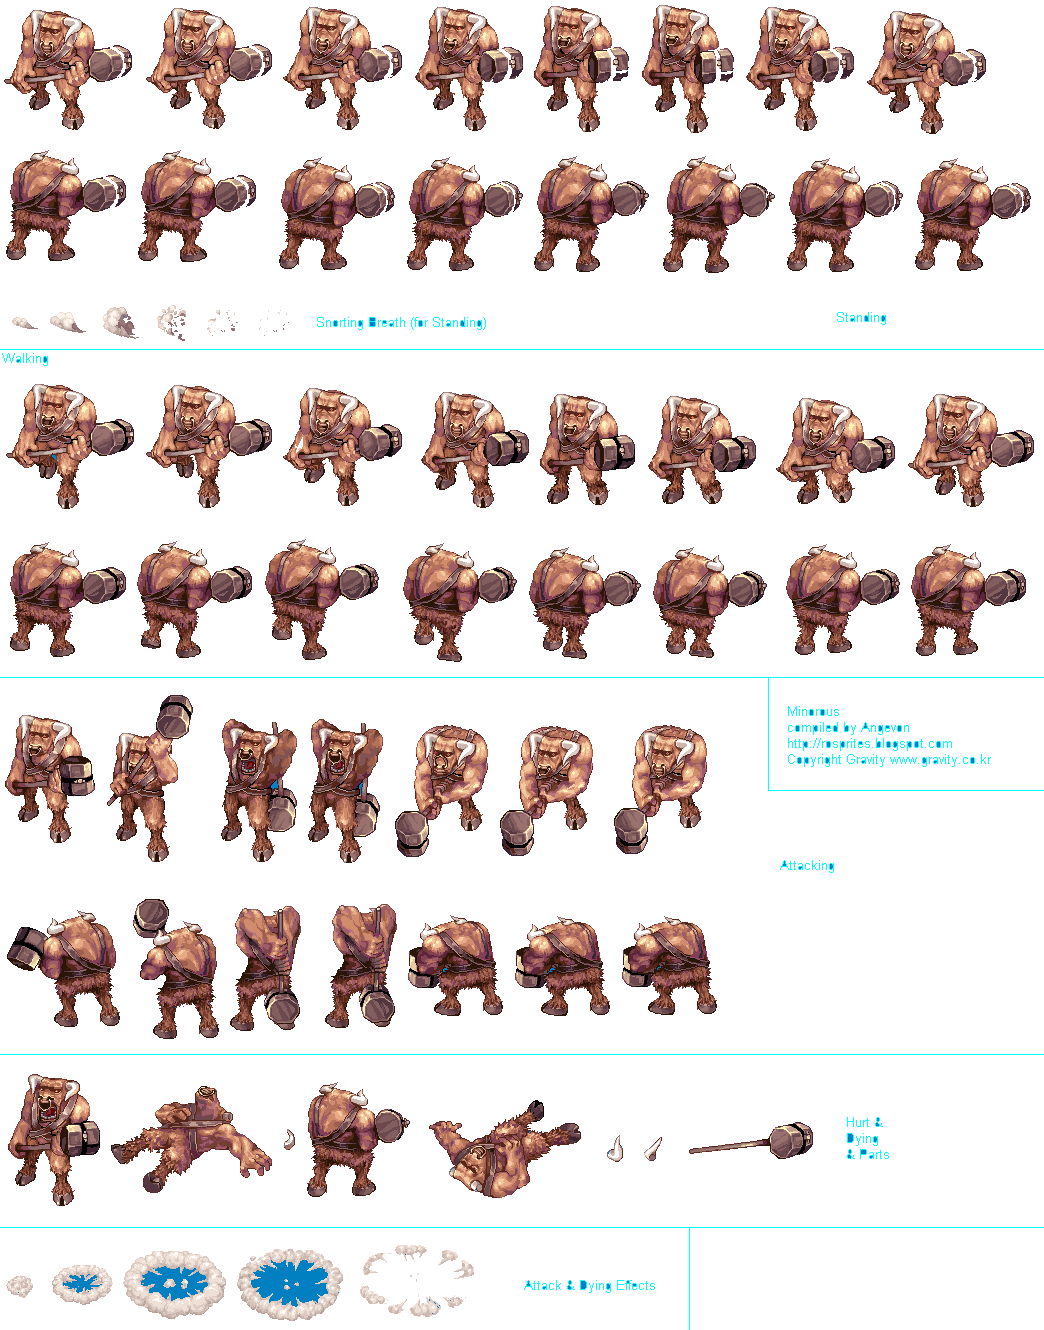 Snorting Breath (for Standing)
Standing
Walking
Minorous
compiled by Angevon
http://rosprites.blogspot.com
Copyright Gravity www.gravity.co.kr
Attacking
Hurt &
Dying
& Parts
Attack & Dying Effects